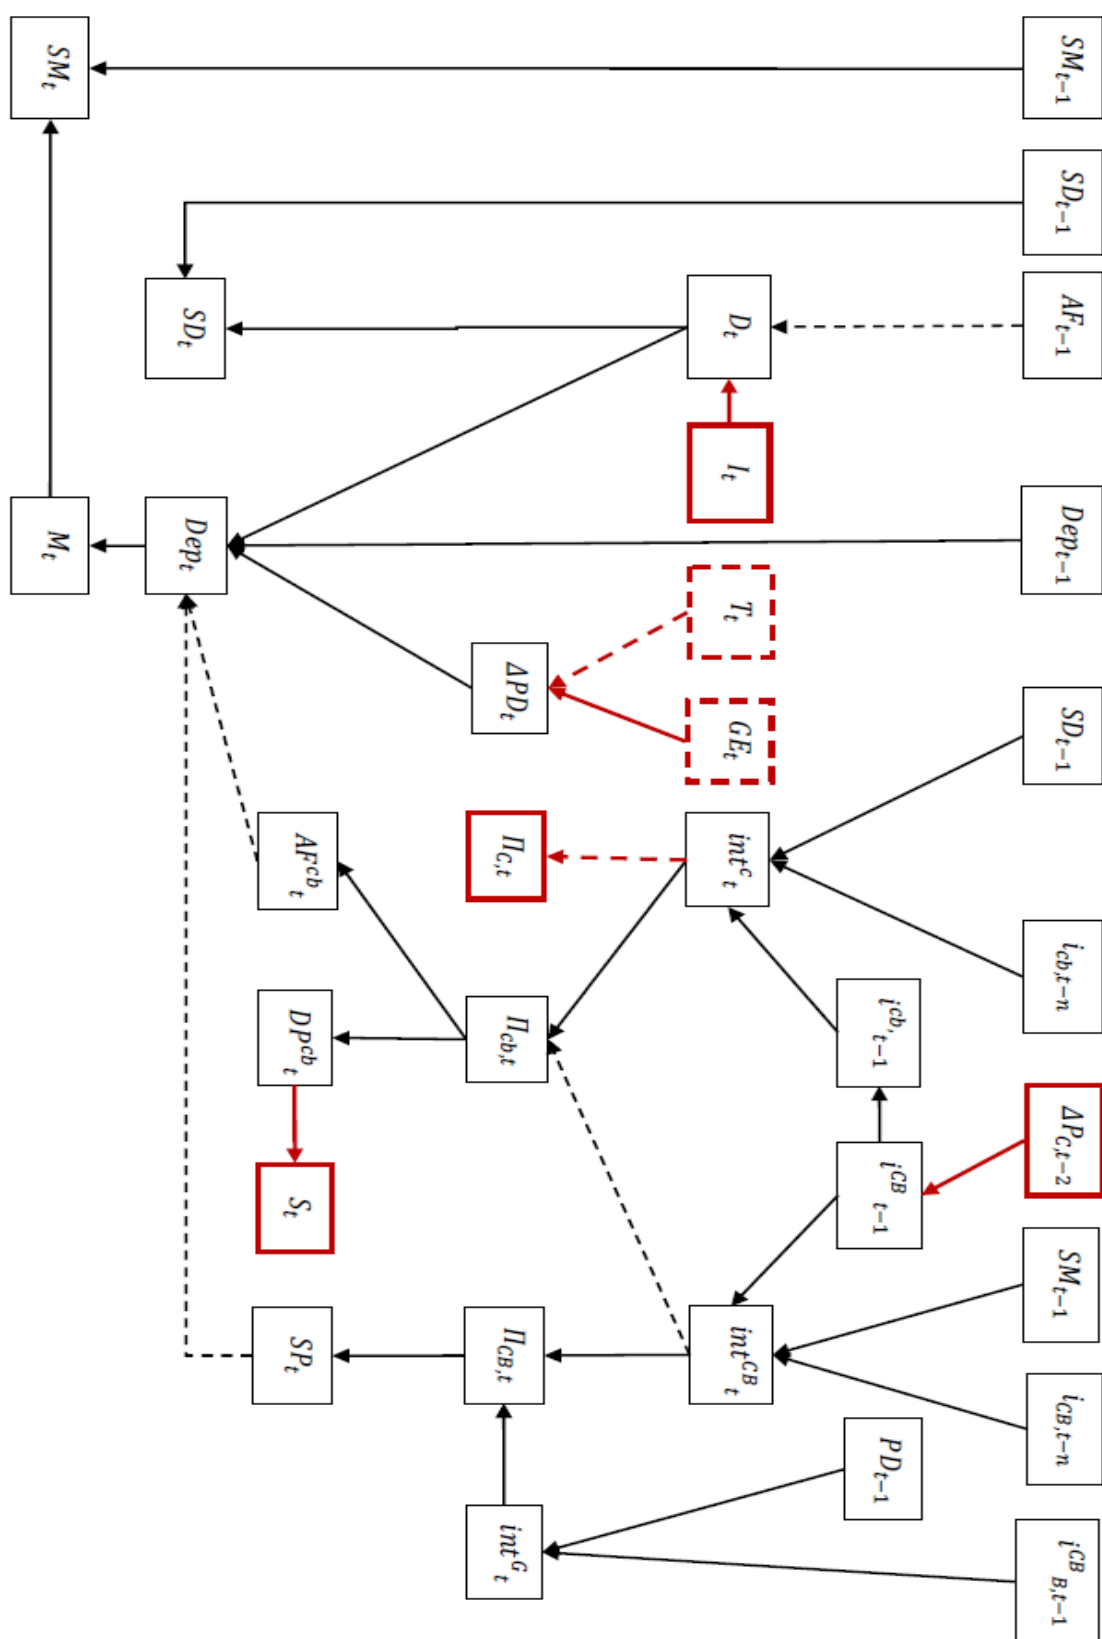 SM_{t−1}
SD_{t−1}
AF_{t−1}
Dep_{t−1}
SD_{t−1}
i_{cb,t−n}
ΔP_{C,t−2}
SM_{t−1}
i_{CB,t−n}
i^{CB}_{B,t−1}
i^{cb,}_{t−1}
i^{CB}_{t−1}
PD_{t−1}
D_t
I_t
T_t
GE_t
int^c_t
int^{CB}_t
ΔPD_t
Π_{C,t}
Π_{cb,t}
Π_{CB,t}
int^G_t
AF^{cb}_t
DP^{cb}_t
S_t
SP_t
SD_t
Dep_t
SM_t
M_t